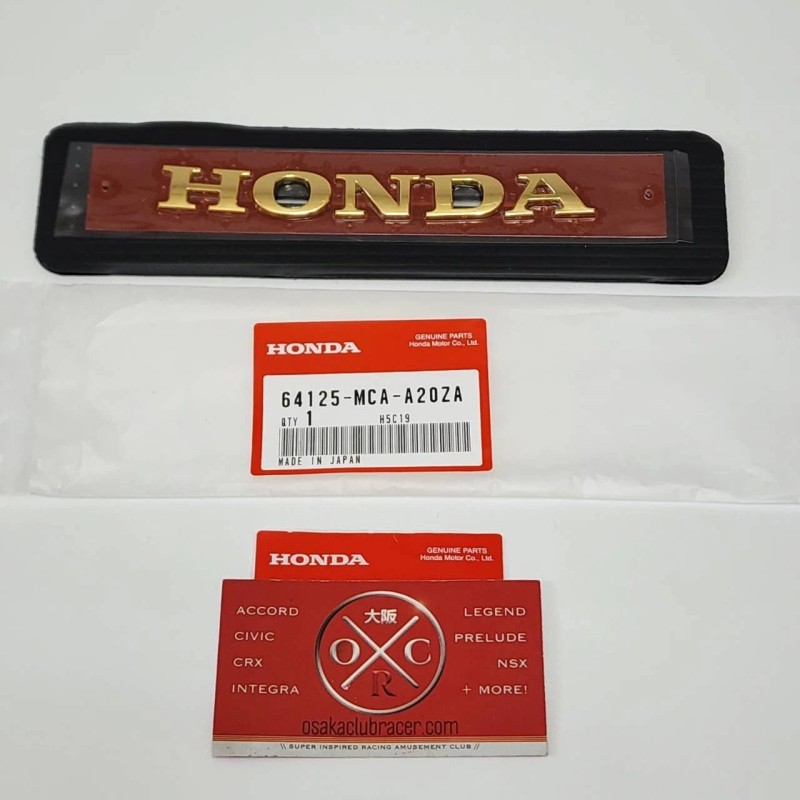 HONDA
HONDA
GENUINE PARTS
Honda Motor Co., Ltd.
64125-MCA-A20ZA
QTY 1 H5C19
MADE IN JAPAN
HONDA
GENUINE PARTS
Honda Motor Co., Ltd.
ACCORD
CIVIC
CRX
INTEGRA
大阪
O C
R
LEGEND
PRELUDE
NSX
+ MORE!
osakaclubracer.com
\\ SUPER INSPIRED RACING AMUSEMENT CLUB //